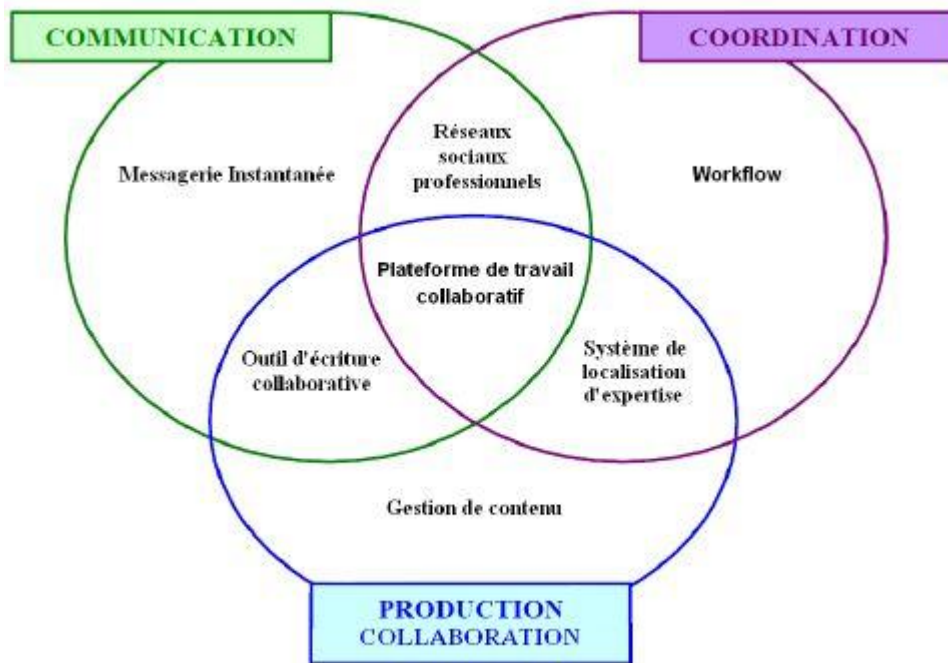 COMMUNICATION
COORDINATION
Réseaux
sociaux
professionnels
Messagerie Instantanée
Workflow
Plateforme de travail
collaboratif
Outil d'écriture
collaborative
Système de
localisation
d'expertise
Gestion de contenu
PRODUCTION
COLLABORATION